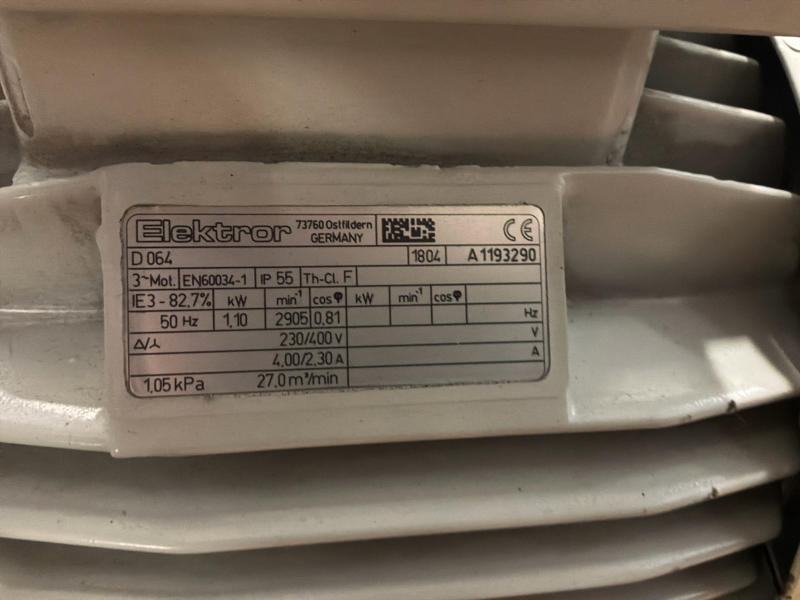 Elektror 73760 Ostfildern
GERMANY
CE
D 064 1804 A 1193290
3~Mot. EN60034-1 IP 55 Th-Cl. F
IE3 - 82,7% kW min⁻¹ cosφ kW min⁻¹ cosφ
50 Hz 1,10 2905 0,81 Hz
Δ/⅄ 230/400 V V
4,00/2,30 A A
1,05 kPa 27,0 m³/min